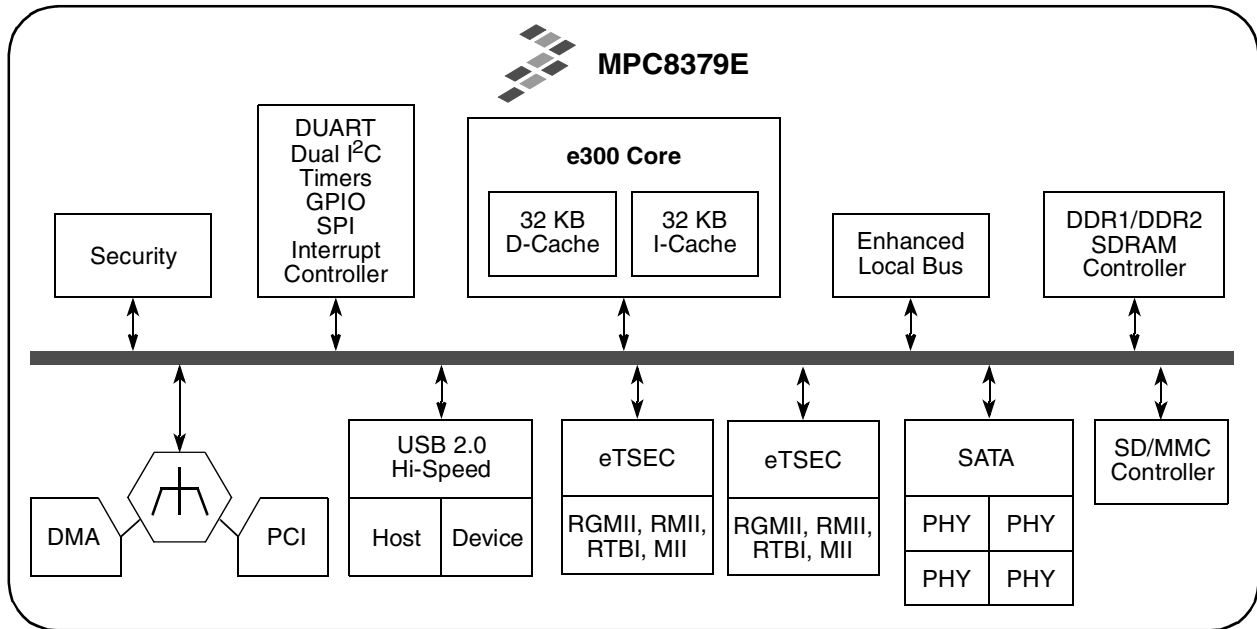 MPC8379E
DUART
Dual I²C
Timers
GPIO
SPI
Interrupt
Controller
e300 Core
32 KB
D-Cache
32 KB
I-Cache
Security
Enhanced
Local Bus
DDR1/DDR2
SDRAM
Controller
USB 2.0
Hi-Speed
Host
Device
eTSEC
RGMII, RMII,
RTBI, MII
eTSEC
RGMII, RMII,
RTBI, MII
SATA
PHY
PHY
PHY
PHY
SD/MMC
Controller
DMA
PCI